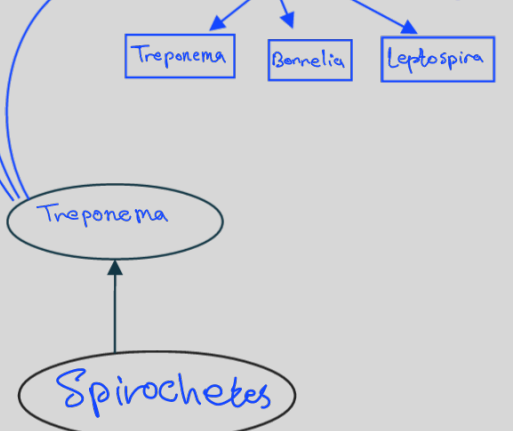 Treponema
Borrelia
Leptospira
Treponema
Spirochetes